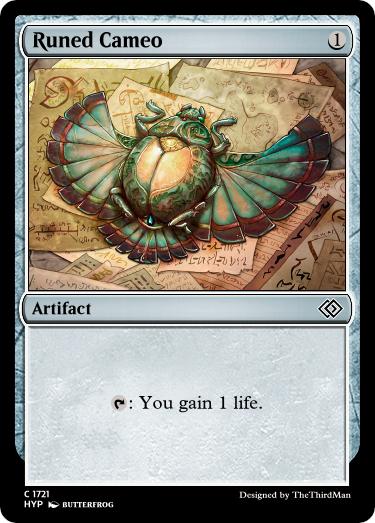 Runed Cameo 1
Artifact
: You gain 1 life.
C 1721
HYP BUTTERFROG
Designed by TheThirdMan